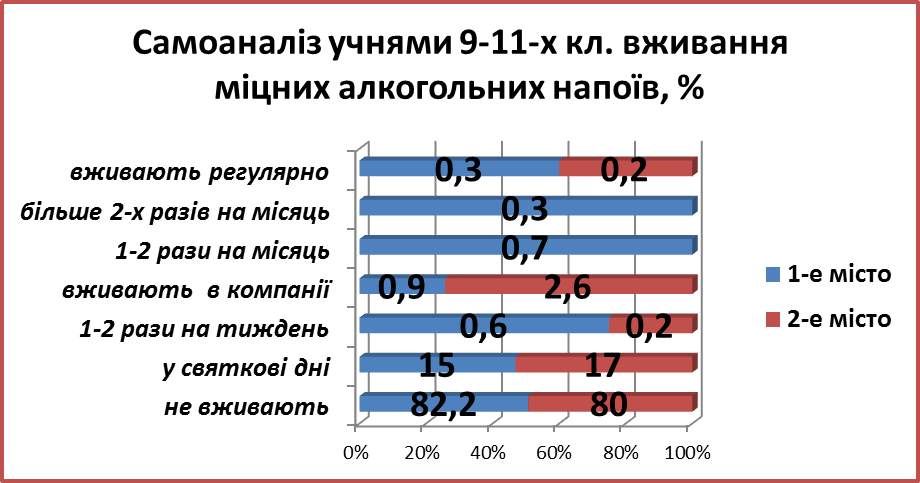 Самоаналіз учнями 9-11-х кл. вживання
міцних алкогольних напоїв, %
вживають регулярно
0,3
0,2
більше 2-х разів на місяць
0,3
1-2 рази на місяць
0,7
вживають в компанії
0,9
2,6
1-2 рази на тиждень
0,6
0,2
у святкові дні
15
17
не вживають
82,2
80
0%
20%
40%
60%
80%
100%
1-е місто
2-е місто